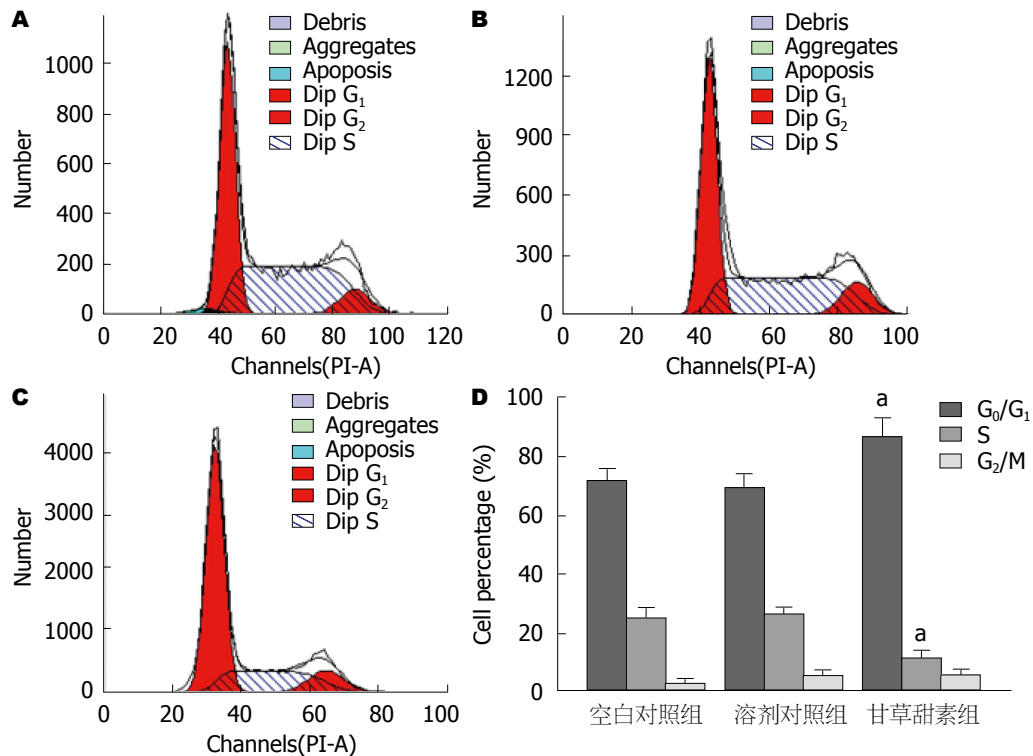 A
Debris
Aggregates
Apoposis
Dip G₁
Dip G₂
Dip S
1000
800
600
400
200
0
Number
0 20 40 60 80 100 120
Channels(PI-A)
B
Debris
Aggregates
Apoposis
Dip G₁
Dip G₂
Dip S
1200
900
600
300
0
Number
0 20 40 60 80 100
Channels(PI-A)
C
Debris
Aggregates
Apoposis
Dip G₁
Dip G₂
Dip S
4000
3000
2000
1000
0
Number
0 20 40 60 80 100
Channels(PI-A)
D
100
80
60
40
20
0
Cell percentage (%)
a
a
G₀/G₁
S
G₂/M
空白对照组 溶剂对照组 甘草甜素组